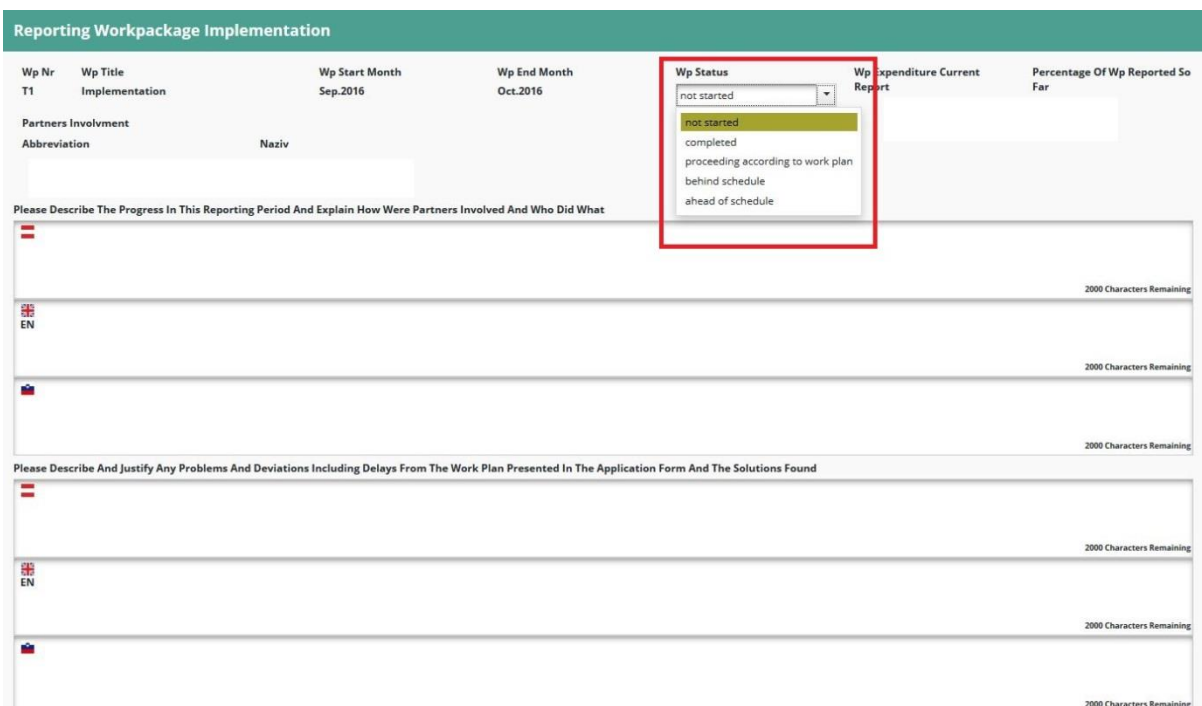 Reporting Workpackage Implementation
Wp Nr Wp Title Wp Start Month Wp End Month Wp Status Wp Expenditure Current Report Percentage Of Wp Reported So Far
T1 Implementation Sep.2016 Oct.2016 not started
Partners Involvment
Abbreviation Naziv
not started
completed
proceeding according to work plan
behind schedule
ahead of schedule
Please Describe The Progress In This Reporting Period And Explain How Were Partners Involved And Who Did What
2000 Characters Remaining
EN
2000 Characters Remaining
2000 Characters Remaining
Please Describe And Justify Any Problems And Deviations Including Delays From The Work Plan Presented In The Application Form And The Solutions Found
2000 Characters Remaining
EN
2000 Characters Remaining
2000 Characters Remaining